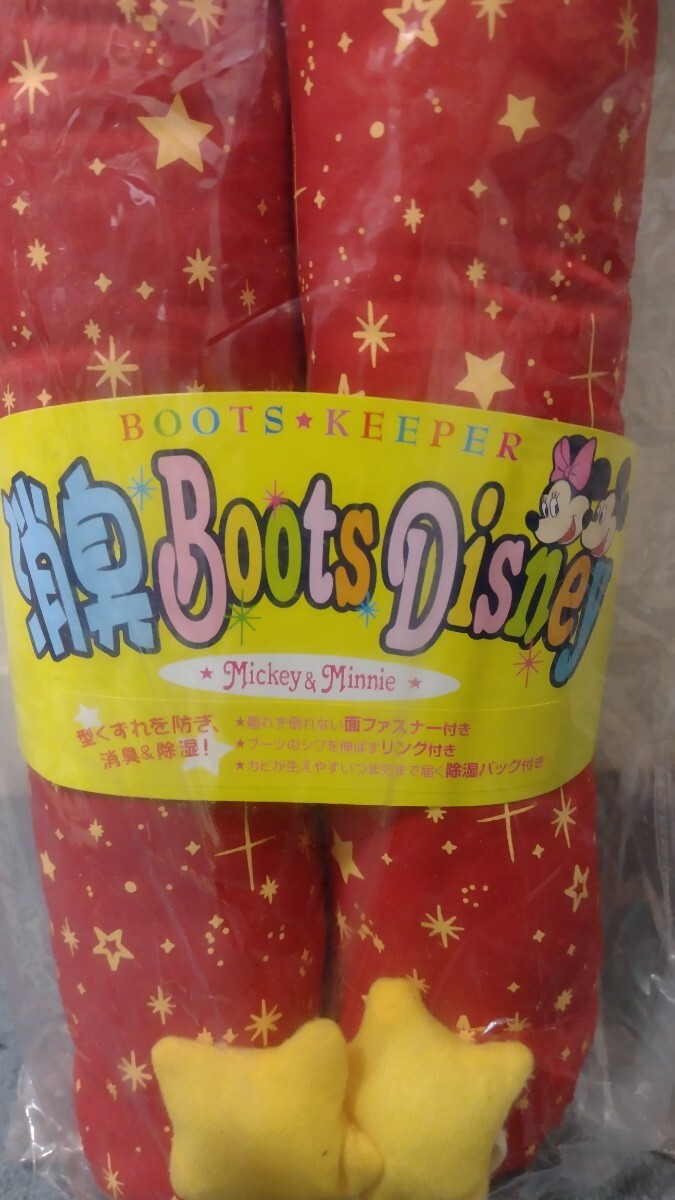 BOOTS★KEEPER
消臭Boots Disney
★ Mickey & Minnie ★
型くずれを防ぎ、
消臭&除湿!
★離れず倒れない面ファスナー付き
★ブーツのシワを伸ばすリング付き
★カビが生えやすいつま先まで届く除湿パック付き